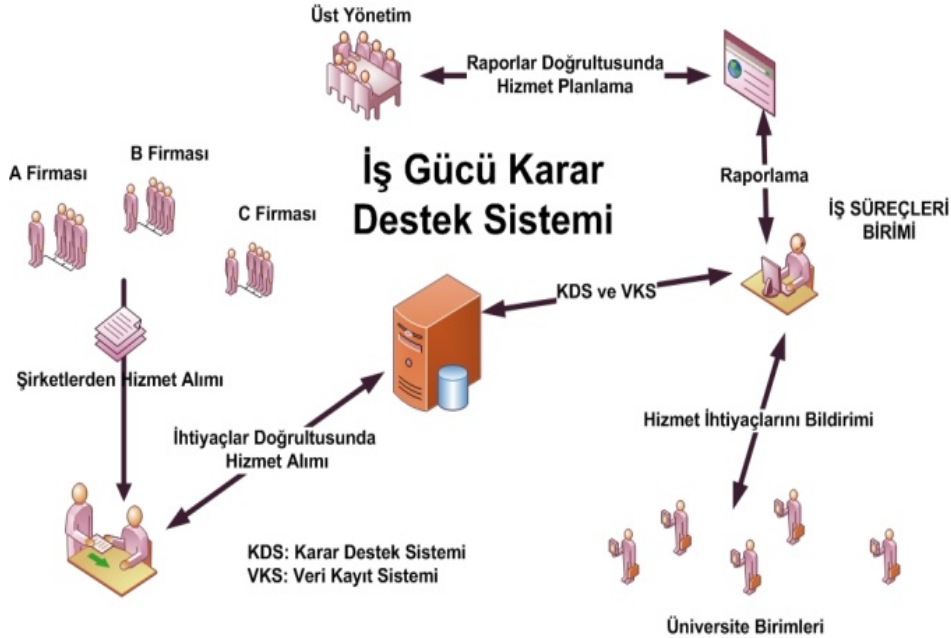 Üst Yönetim
Raporlar Doğrultusunda
Hizmet Planlama
A Firması
B Firması
C Firması
İş Gücü Karar
Destek Sistemi
Raporlama
İŞ SÜREÇLERİ
BİRİMİ
KDS ve VKS
Şirketlerden Hizmet Alımı
İhtiyaçlar Doğrultusunda
Hizmet Alımı
Hizmet İhtiyaçlarını Bildirimi
KDS: Karar Destek Sistemi
VKS: Veri Kayıt Sistemi
Üniversite Birimleri